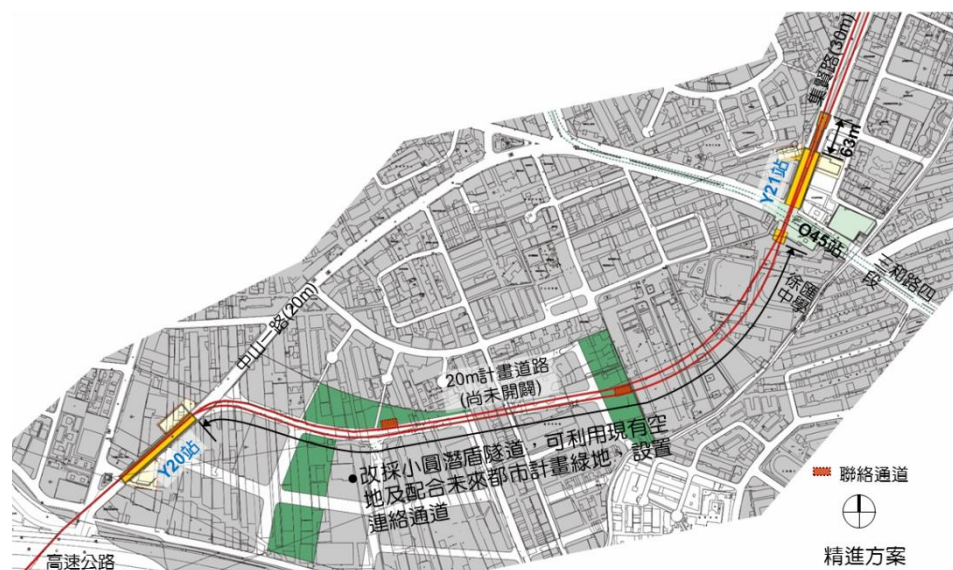 集賢路(30m)
63m
Y21站
O45站
三和路四
段
徐匯
中學
中山一路(20m)
20m計畫道路
(尚未開闢)
Y20站
•改採小圓潛盾隧道，可利用現有空
地及配合未來都市計畫綠地，設置
連絡通道
聯絡通道
高速公路
精進方案